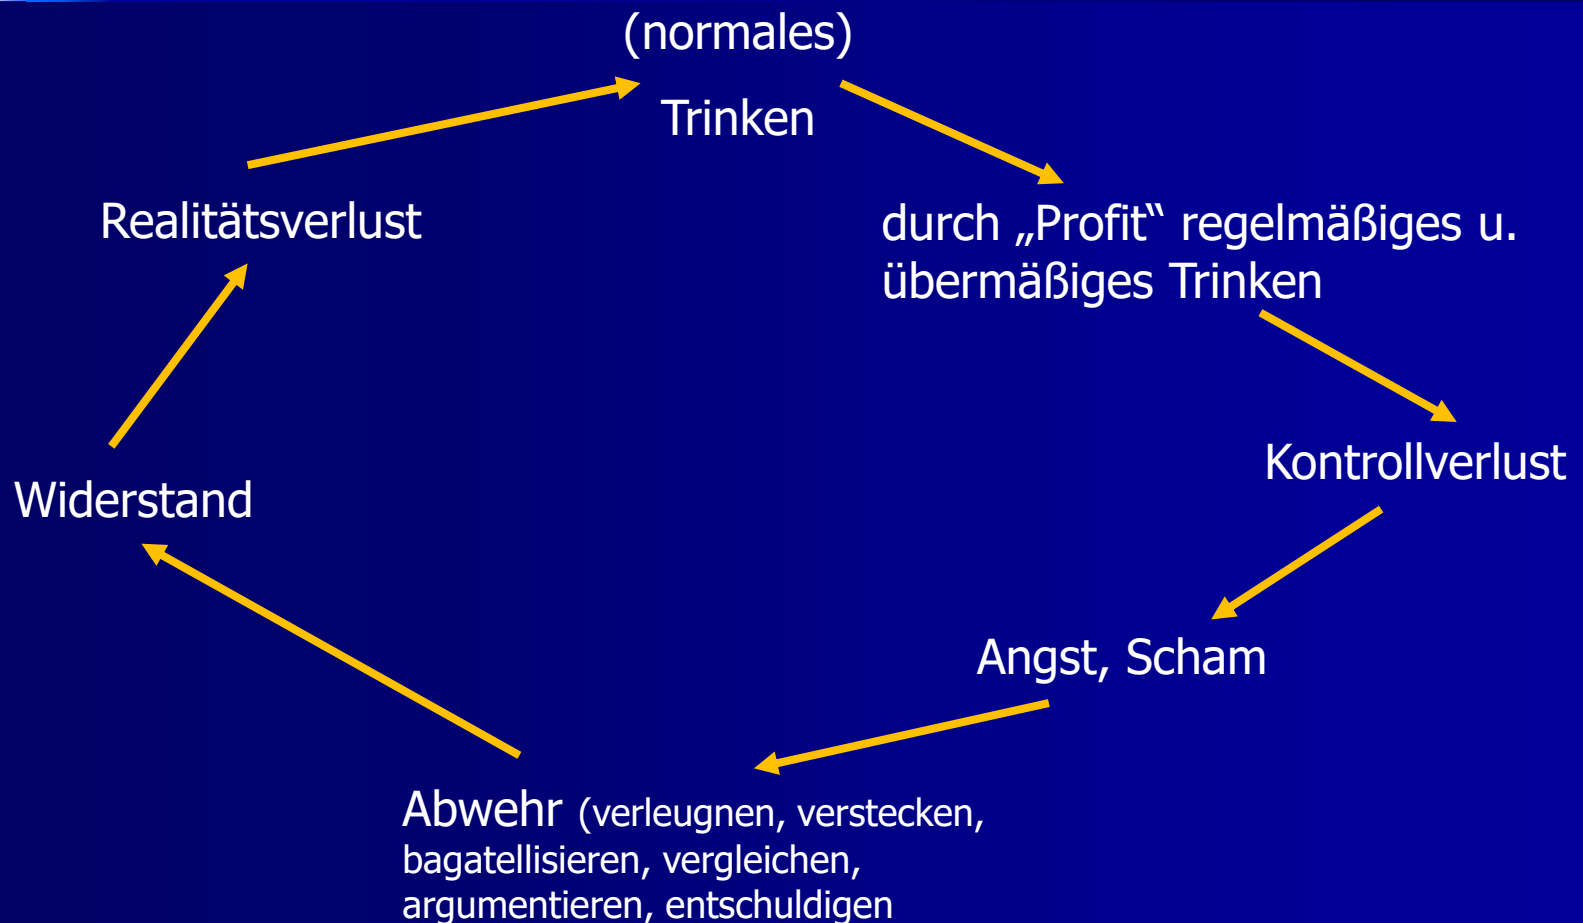 (normales)
Trinken
durch „Profit“ regelmäßiges u.
übermäßiges Trinken
Kontrollverlust
Angst, Scham
Abwehr (verleugnen, verstecken,
bagatellisieren, vergleichen,
argumentieren, entschuldigen
Widerstand
Realitätsverlust